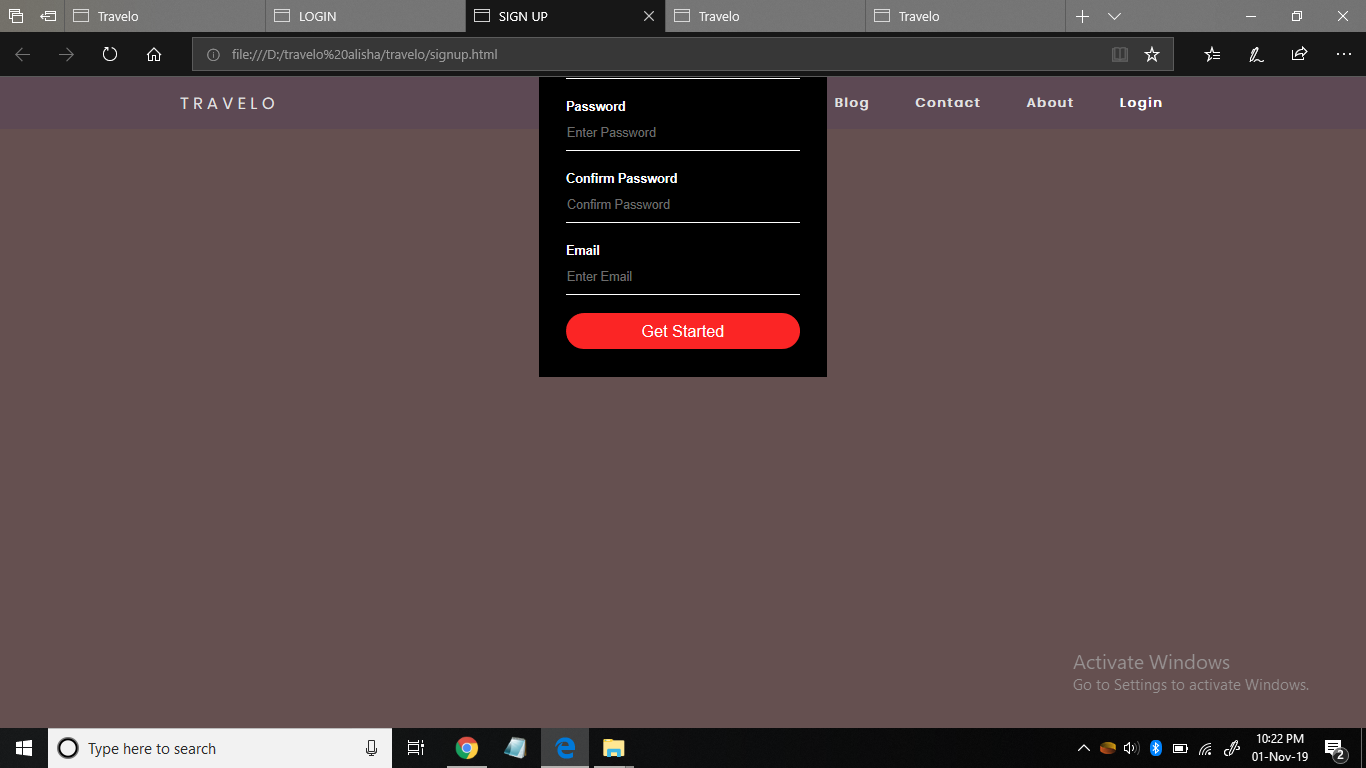 Travelo
LOGIN
SIGN UP
Travelo
Travelo
file:///D:/travelo%20alisha/travelo/signup.html
TRAVELO
Blog
Contact
About
Login
Password
Enter Password
Confirm Password
Confirm Password
Email
Enter Email
Get Started
Activate Windows
Go to Settings to activate Windows.
Type here to search
10:22 PM
01-Nov-19
2